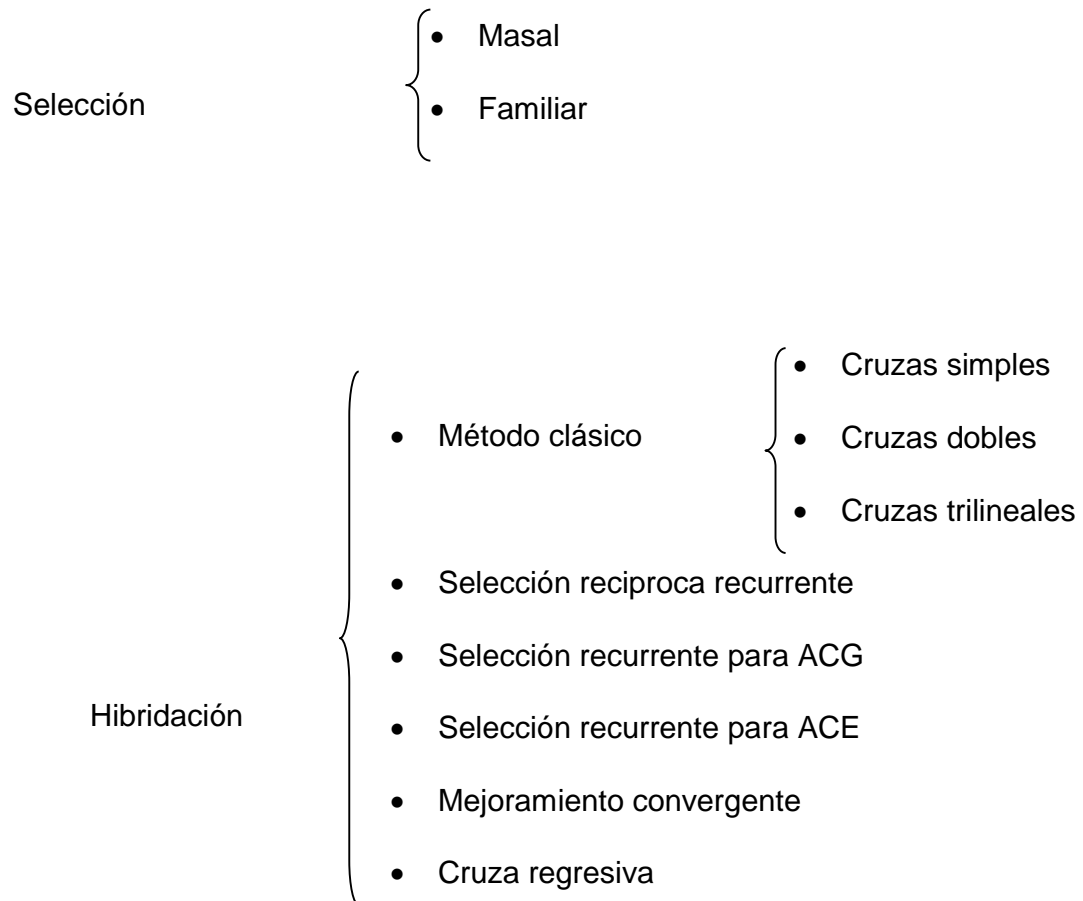 Selección
• Masal
• Familiar
Hibridación
• Método clásico
• Cruzas simples
• Cruzas dobles
• Cruzas trilineales
• Selección reciproca recurrente
• Selección recurrente para ACG
• Selección recurrente para ACE
• Mejoramiento convergente
• Cruza regresiva